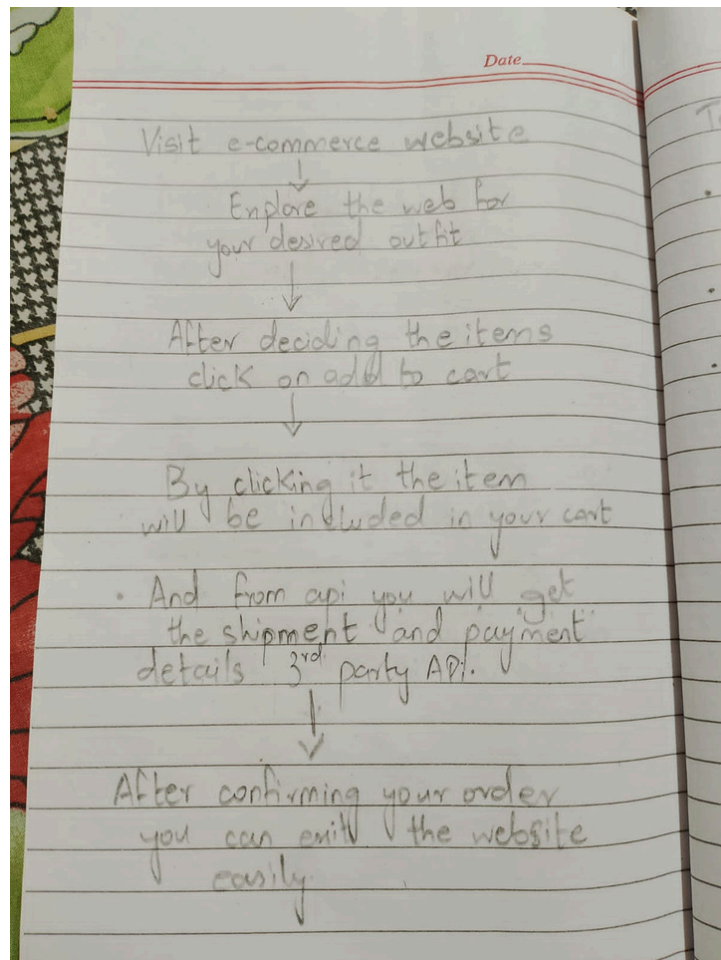 Date
Visit e-commerce website
Explore the web for
your desired outfit
After deciding the items
click on add to cart
By clicking it the item
will be included in your cart
• And from api you will get
the shipment and payment
details 3rd party API.
After confirming your order
you can exit the website
easily.